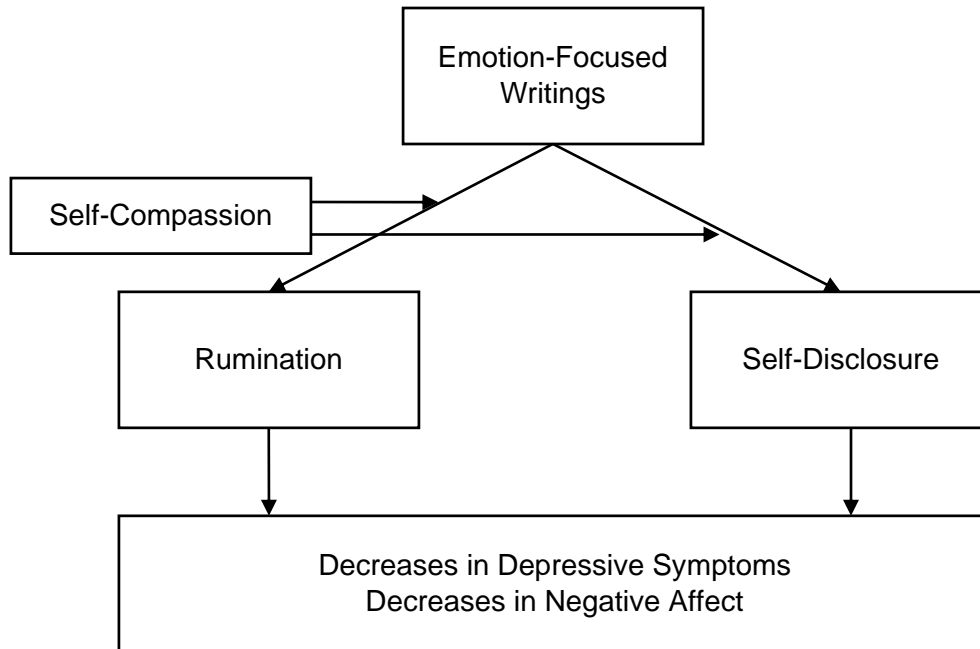 Emotion-Focused
Writings
Self-Compassion
Rumination
Self-Disclosure
Decreases in Depressive Symptoms
Decreases in Negative Affect